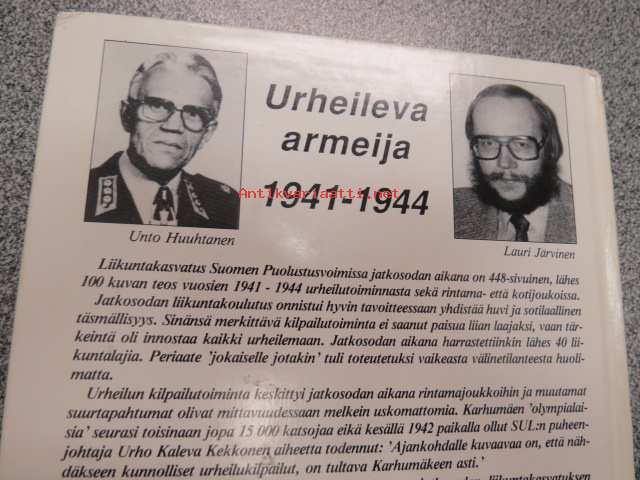 Urheileva
armeija
1941-1944
Antikvariaatti.net
Unto Huuhtanen
Lauri Järvinen
Liikuntakasvatus Suomen Puolustusvoimissa jatkosodan aikana on 448-sivuinen, lähes
100 kuvan teos vuosien 1941 - 1944 urheilutoiminnasta sekä rintama- että kotijoukoissa.
Jatkosodan liikuntakoulutus onnistui hyvin tavoitteessaan yhdistää huvi ja sotilaallinen
täsmällisyys. Sinänsä merkittävä kilpailutoiminta ei saanut paisua liian laajaksi, vaan tär-
keintä oli innostaa kaikki urheilemaan. Jatkosodan aikana harrastettiinkin lähes 40 lii-
kuntalajia. Periaate 'jokaiselle jotakin' tuli toteutetuksi vaikeasta välinetilanteesta huoli-
matta.
Urheilun kilpailutoiminta keskittyi jatkosodan aikana rintamajoukkoihin ja muutamat
suurtapahtumat olivat mittavuudessaan melkein uskomattomia. Karhumäen 'olympialai-
sia' seurasi toisinaan jopa 15 000 katsojaa eikä kesällä 1942 paikalla ollut SUL:n puheen-
johtaja Urho Kaleva Kekkonen aiheetta todennut: 'Ajankohdalle kuvaavaa on, että näh-
däkseen kunnolliset urheilukilpailut, on tultava Karhumäkeen asti.'
liikuntakasvatuksen